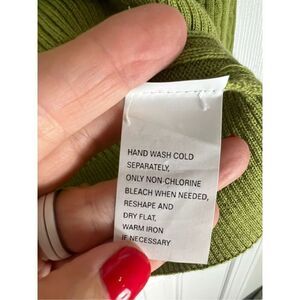 HAND WASH COLD
SEPARATELY,
ONLY NON-CHLORINE
BLEACH WHEN NEEDED,
RESHAPE AND
DRY FLAT,
WARM IRON
IF NECESSARY